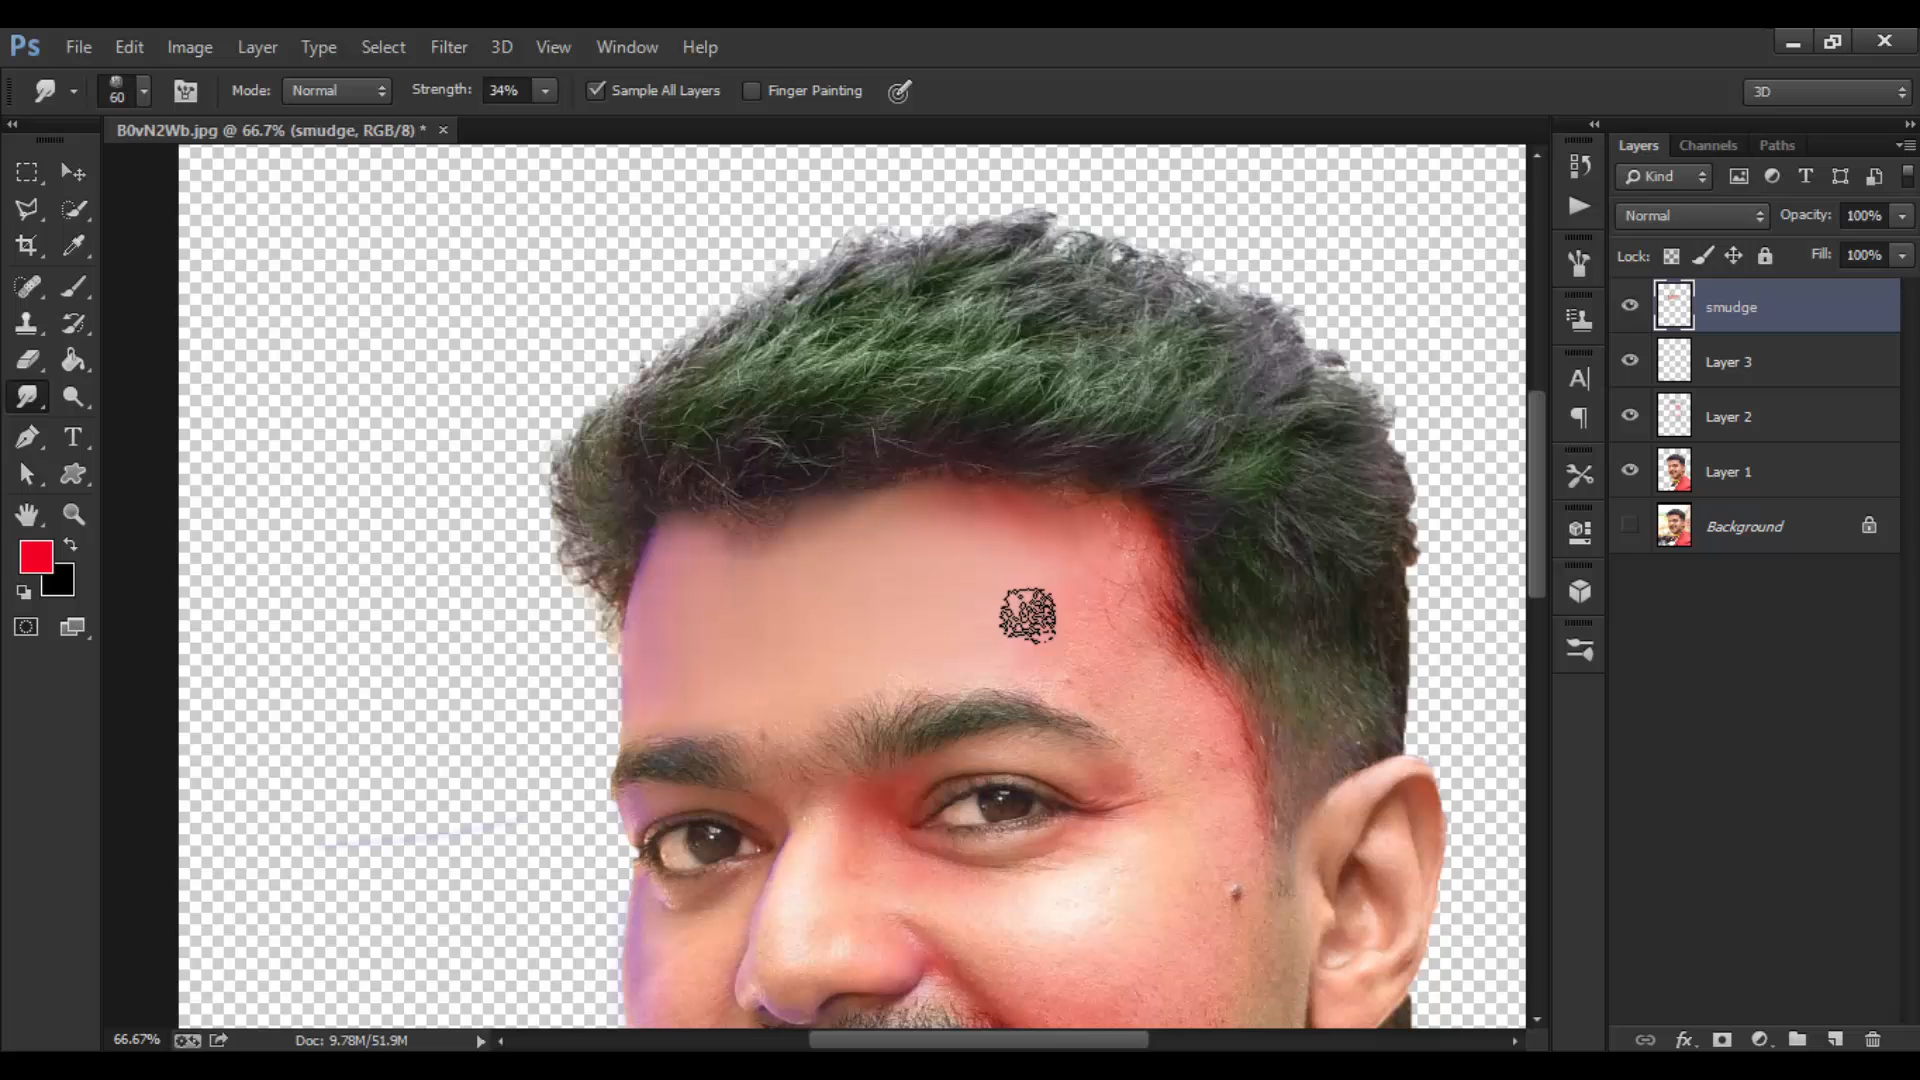 Ps File Edit Image Layer Type Select Filter 3D View Window Help
60 Mode: Normal Strength: 34% Sample All Layers Finger Painting 3D
B0vN2Wb.jpg @ 66.7% (smudge, RGB/8) * ×
Layers Channels Paths
Kind
Normal Opacity: 100%
Lock: Fill: 100%
smudge
Layer 3
Layer 2
Layer 1
Background
66.67% Doc: 9.78M/51.9M